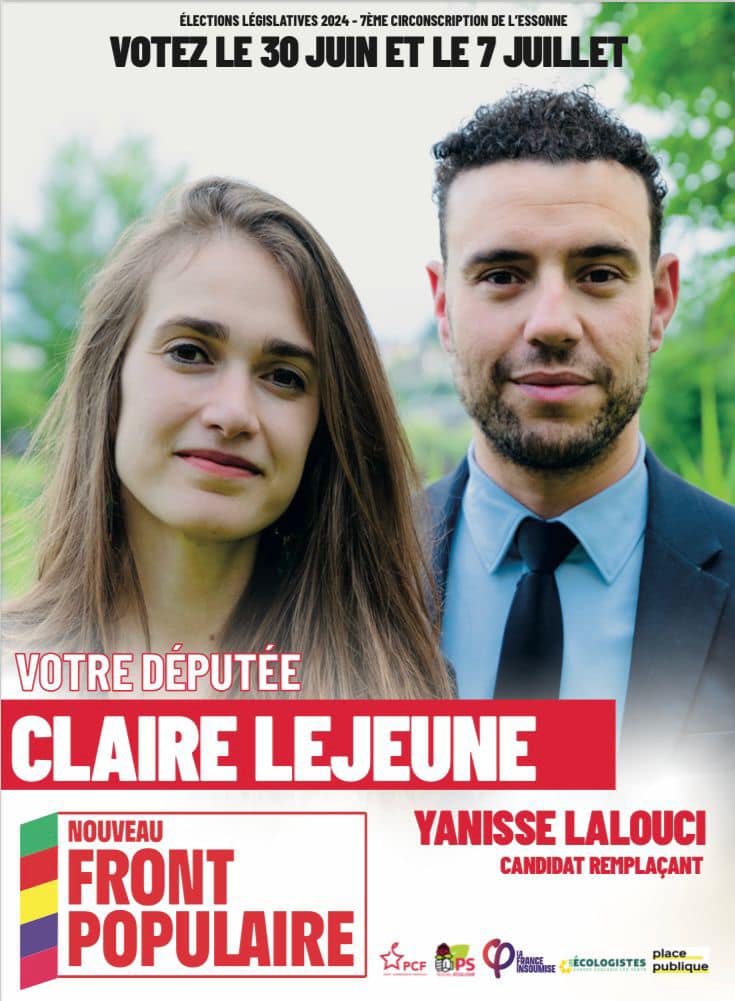 ÉLECTIONS LÉGISLATIVES 2024 - 7ÈME CIRCONSCRIPTION DE L'ESSONNE
VOTEZ LE 30 JUIN ET LE 7 JUILLET
VOTRE DÉPUTÉE
CLAIRE LEJEUNE
YANISSE LALOUCI
CANDIDAT REMPLAÇANT
NOUVEAU
FRONT
POPULAIRE
PCF
PS
LA
FRANCE
INSOUMISE
ÉCOLOGISTES
place
publique